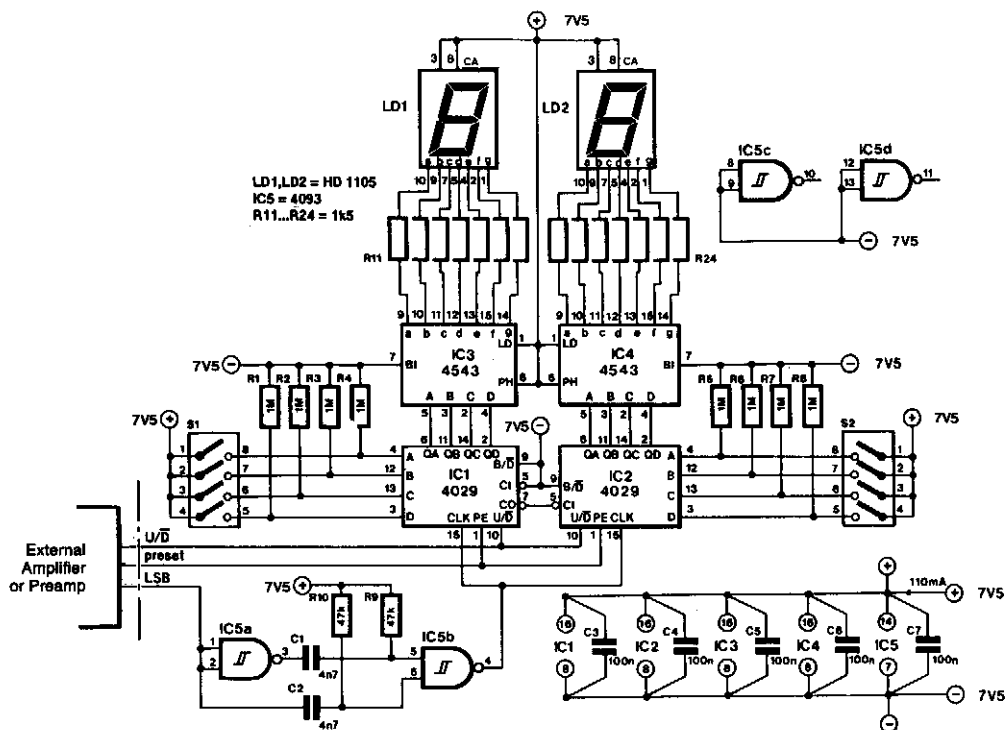 7V5
3 8 CA 3 8 CA
LD1 LD2
a b c d e f g a b c d e f g
10 9 7 5 4 2 1 10 9 7 5 4 2 1
LD1,LD2 = HD 1105
IC5 = 4093
R11...R24 = 1k5
IC5c IC5d
8 9 10 12 13 11
7V5
R11 R24
9 10 11 12 13 15 14 9 10 11 12 13 15 14
a b c d e f g a b c d e f g
7V5 7 BI IC3 4543 LD 1 1 LD IC4 4543 BI 7 7V5
PH 6 6 PH
A B C D A B C D
5 3 2 4 5 3 2 4
R1 R2 R3 R4 R5 R6 R7 R8
1M 1M 1M 1M 1M 1M 1M 1M
7V5 7V5 7V5
S1 S2
6 11 14 2 6 11 14 2
QA QB QC QD QA QB QC QD
1 8 4 A IC1 4029 B/D 9 9 B/D IC2 4029 A 4 8 1
2 7 12 B CI 5 5 CI B 12 7 2
3 6 13 C CO 7 C 13 6 3
4 5 3 D D 3 5 4
CLK PE U/D U/D PE CLK
15 1 10 10 1 15
External
Amplifier
or Preamp
U/D
preset
LSB
7V5
R10 R9
47k 47k
IC5a IC5b
1 2 3 C1 5 6 4
4n7
C2
4n7
110mA 7V5
16 16 16 16 14
IC1 C3 IC2 C4 IC3 C5 IC4 C6 IC5 C7
100n 100n 100n 100n 100n
8 8 8 8 7
7V5